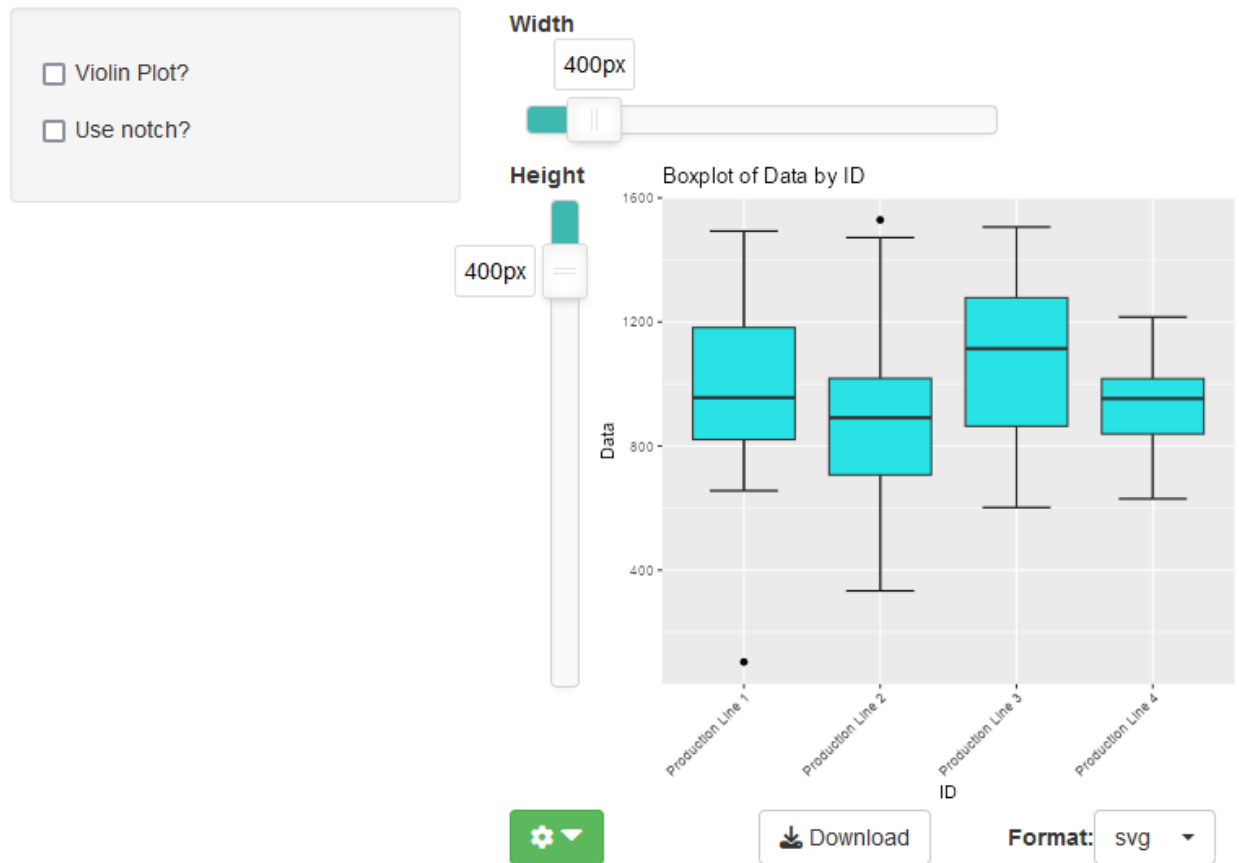 Violin Plot?
Use notch?
Width
400px
Height
400px
Boxplot of Data by ID
1600
1200
800
400
Data
Production Line 1
Production Line 2
Production Line 3
Production Line 4
ID
Download
Format:
svg